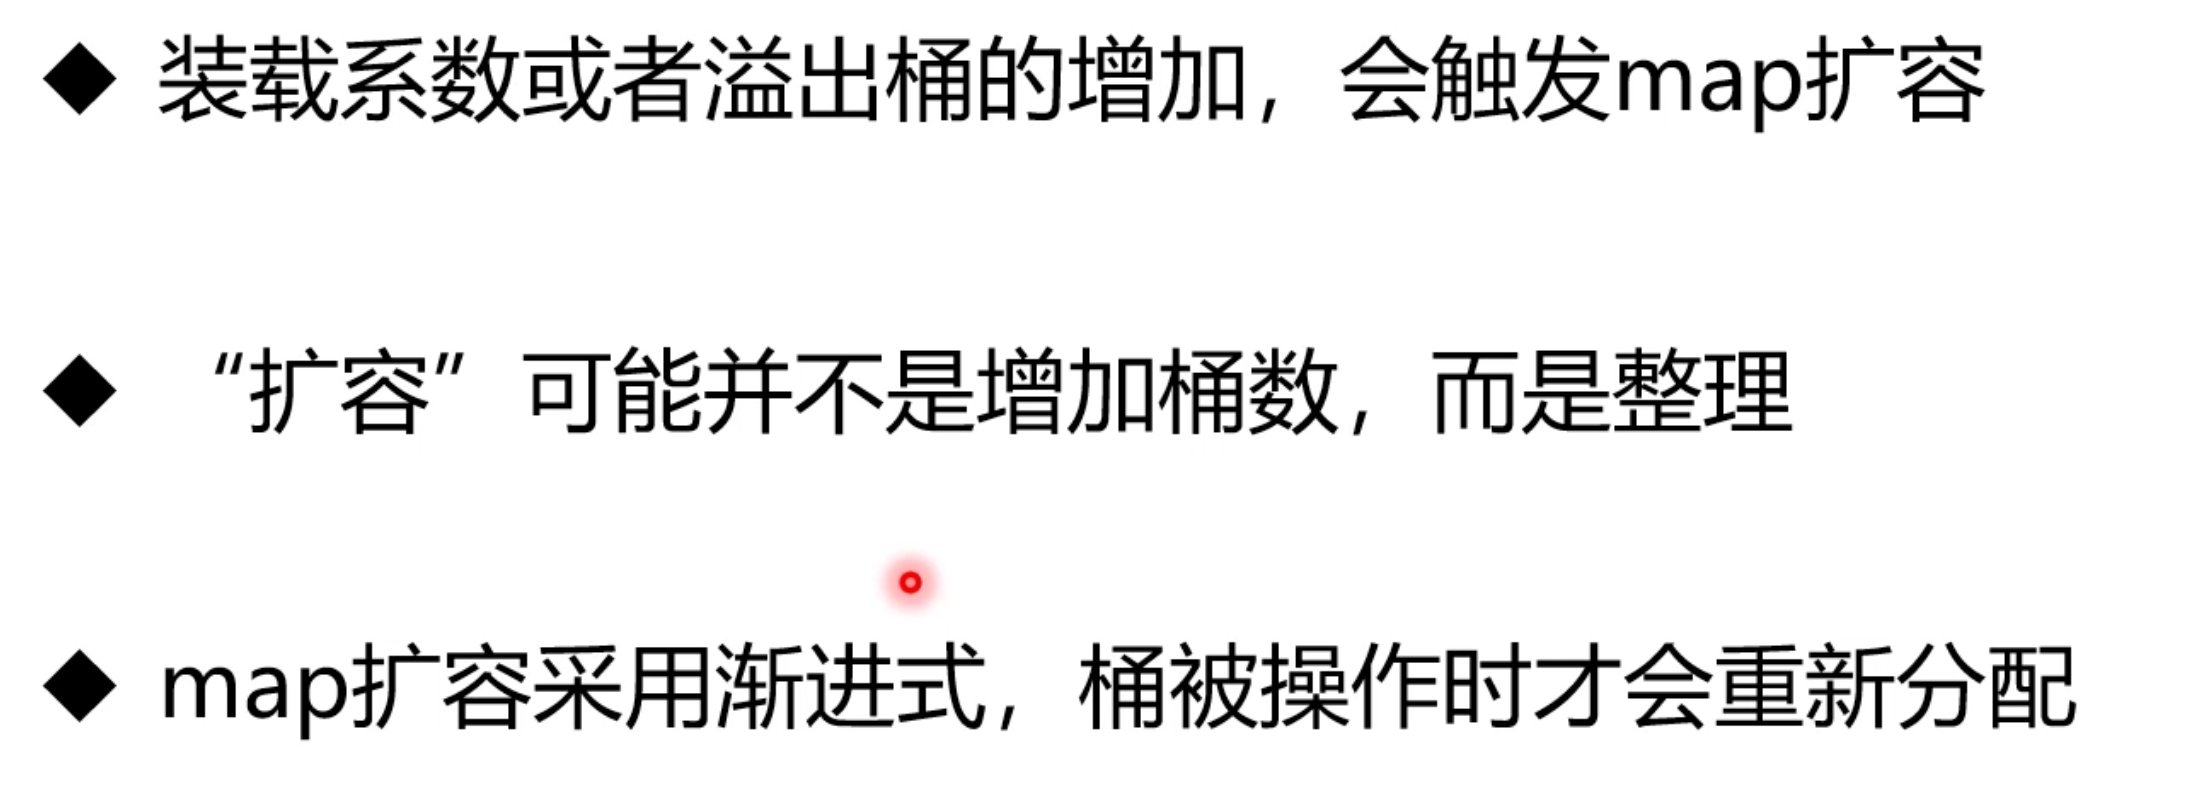 ◆ 装载系数或者溢出桶的增加，会触发map扩容
◆ “扩容”可能并不是增加桶数，而是整理
◆ map扩容采用渐进式，桶被操作时才会重新分配